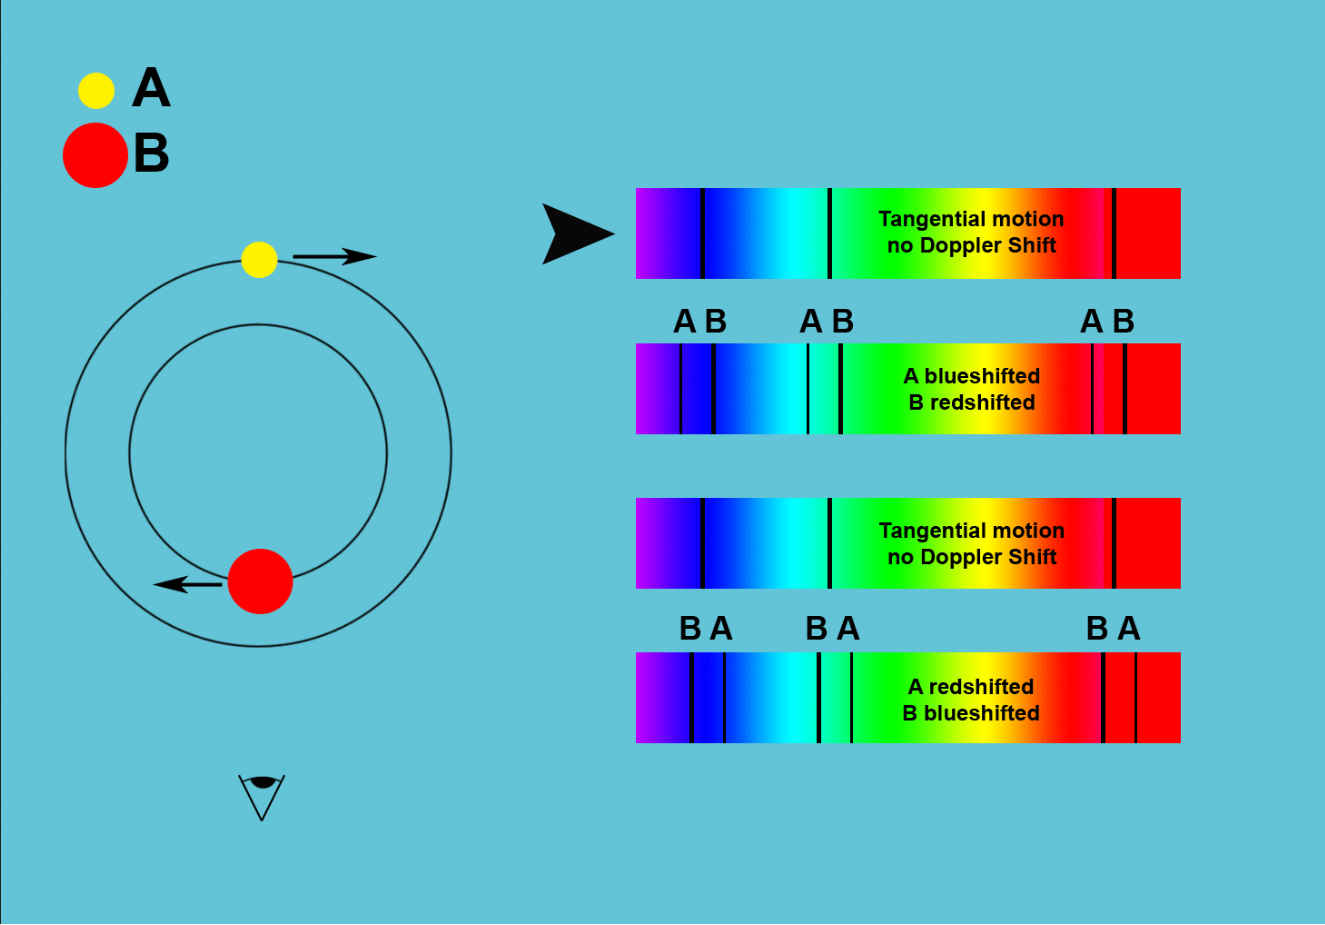 A
B
Tangential motion
no Doppler Shift
A B A B A B
A blueshifted
B redshifted
Tangential motion
no Doppler Shift
B A B A B A
A redshifted
B blueshifted